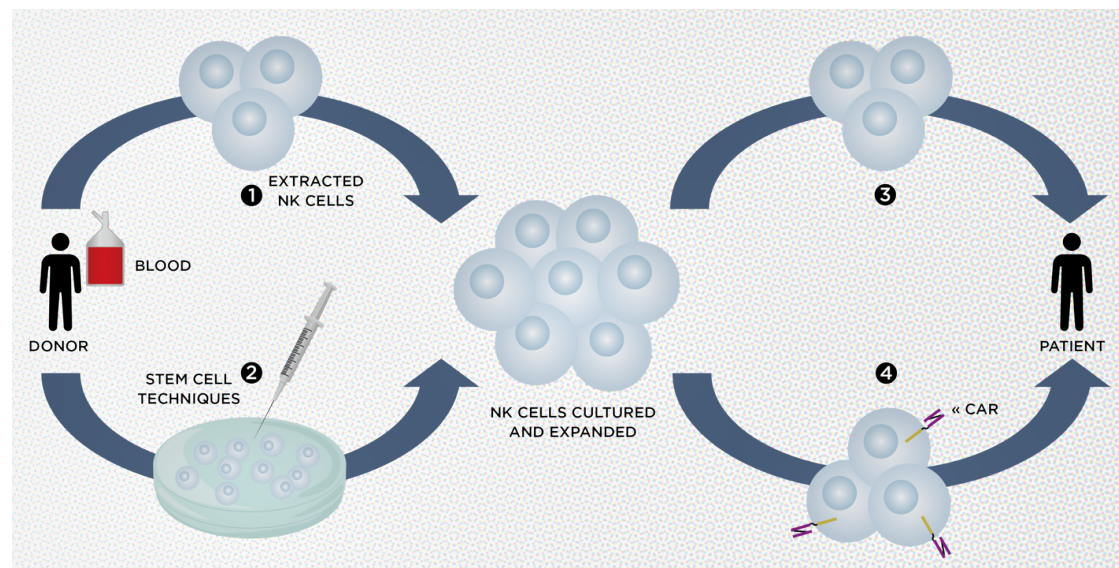 1
EXTRACTED
NK CELLS
BLOOD
DONOR
2
STEM CELL
TECHNIQUES
NK CELLS CULTURED
AND EXPANDED
3
PATIENT
4
« CAR